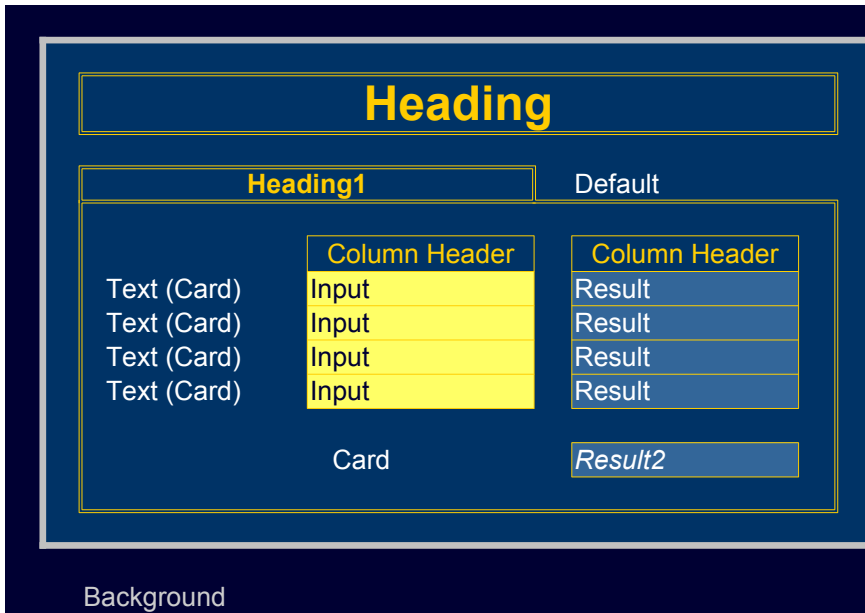 Heading
Heading1 Default
Column Header Column Header
Text (Card) Input Result
Text (Card) Input Result
Text (Card) Input Result
Text (Card) Input Result
Card Result2
Background